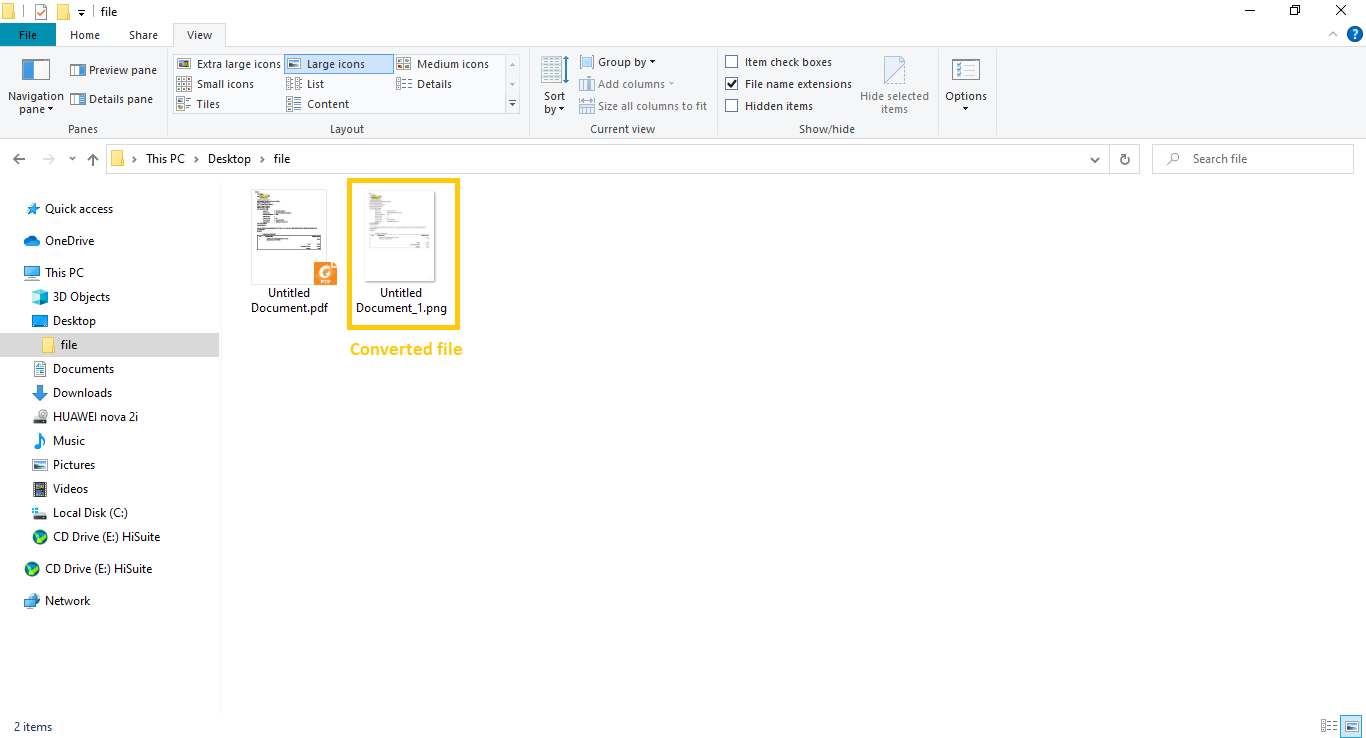 file
File
Home
Share
View
Navigation
pane
Preview pane
Details pane
Panes
Extra large icons
Large icons
Medium icons
Small icons
List
Details
Tiles
Content
Layout
Sort
by
Group by
Add columns
Size all columns to fit
Current view
Item check boxes
File name extensions
Hidden items
Hide selected
items
Show/hide
Options
This PC
Desktop
file
Search file
Quick access
OneDrive
This PC
3D Objects
Desktop
file
Documents
Downloads
HUAWEI nova 2i
Music
Pictures
Videos
Local Disk (C:)
CD Drive (E:) HiSuite
CD Drive (E:) HiSuite
Network
PDF
Untitled
Document.pdf
Untitled
Document_1.png
Converted file
2 items